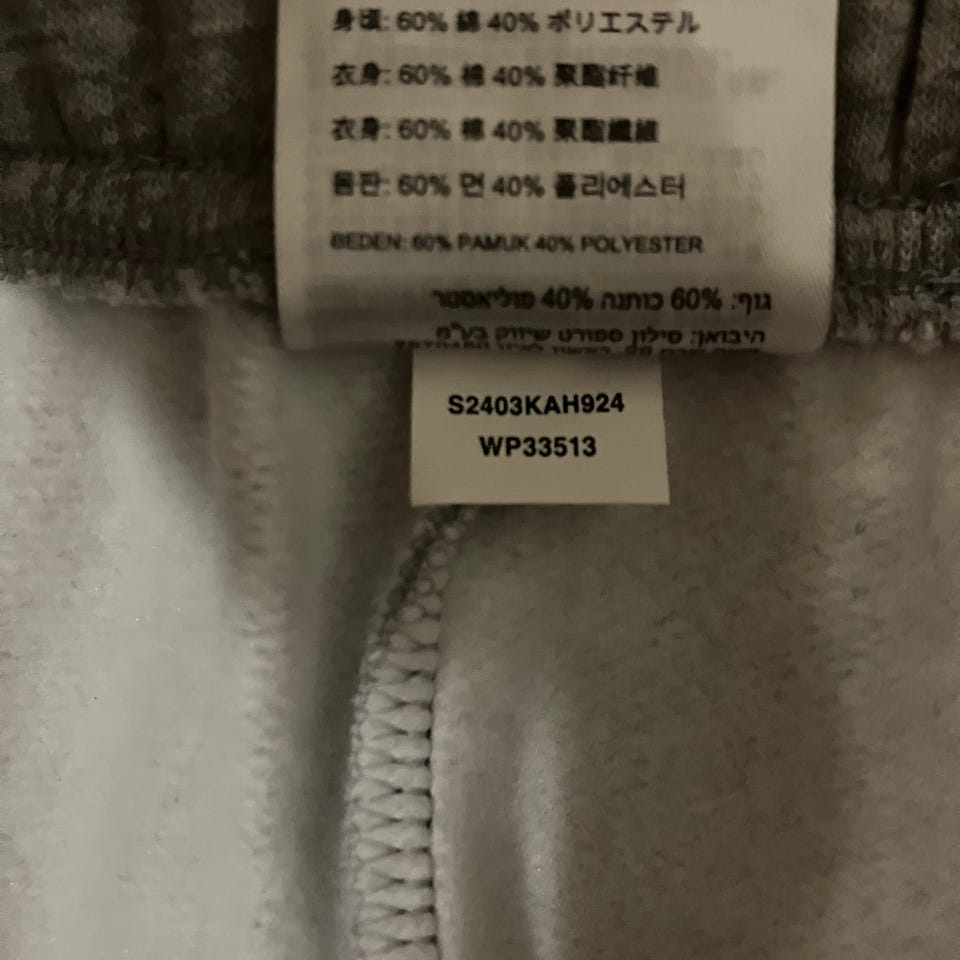 身頃: 60% 綿 40% ポリエステル
衣身: 60% 棉 40% 聚酯纤维
衣身: 60% 棉 40% 聚酯纖維
몸판: 60% 면 40% 폴리에스터
BEDEN: 60% PAMUK 40% POLYESTER
גוף: 60% כותנה 40% פוליאסטר
היבואן: סילון ספורט שיווק בע"מ
S2403KAH924
WP33513